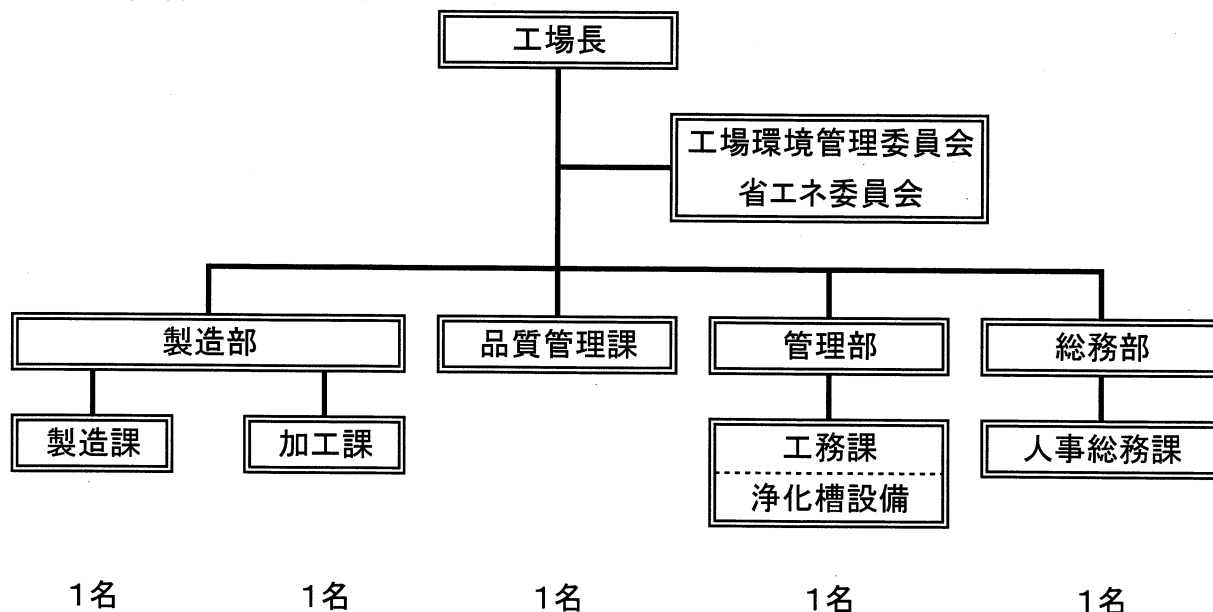 工場長
工場環境管理委員会
省エネ委員会
製造部
品質管理課
管理部
総務部
製造課
加工課
工務課
人事総務課
浄化槽設備
1名
1名
1名
1名
1名